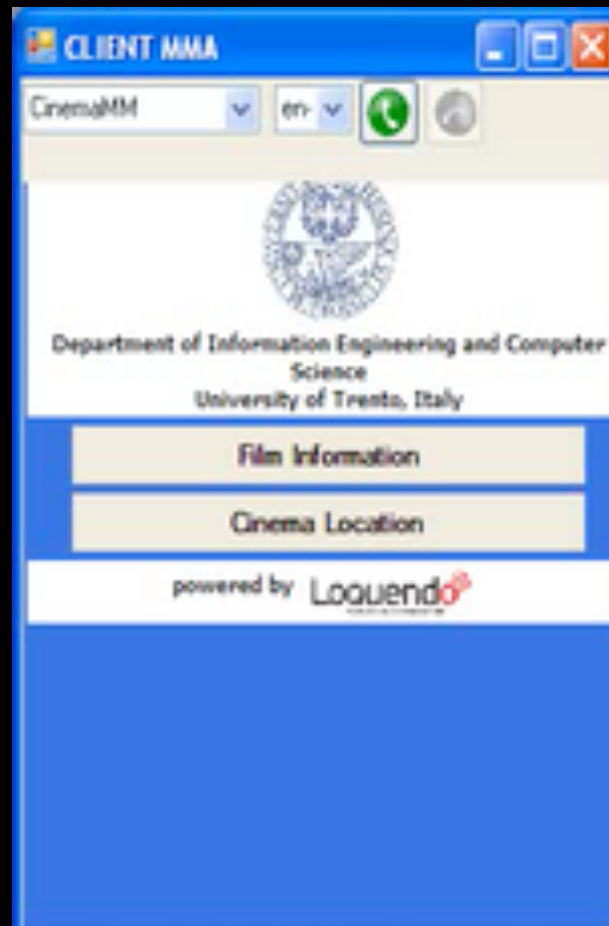 CLIENT MMA
CinemaMM en-
Department of Information Engineering and Computer
Science
University of Trento, Italy
Film Information
Cinema Location
powered by Loquendo